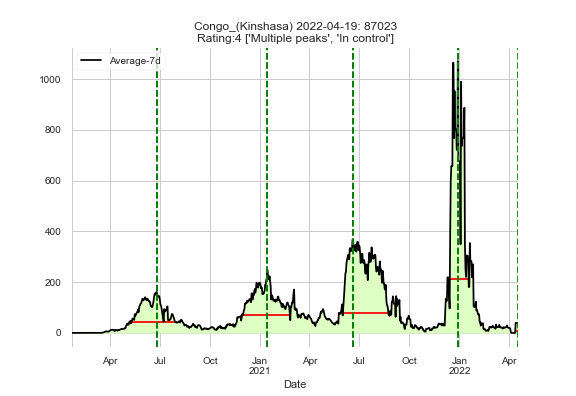 Congo_(Kinshasa) 2022-04-19: 87023
Rating:4 ['Multiple peaks', 'In control']
Average-7d
1000
800
600
400
200
0
Apr Jul Oct Jan Apr Jul Oct Jan Apr
2021 2022
Date